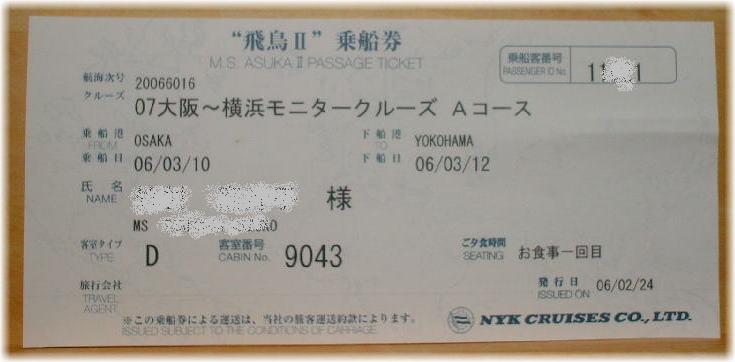 “飛鳥Ⅱ”乗船券
M.S. ASUKA Ⅱ PASSAGE TICKET
乗船客番号
PASSENGER ID No.
航海次号 20066016
クルーズ 07大阪～横浜モニタークルーズ Aコース
乗船港 FROM OSAKA
下船港 TO YOKOHAMA
乗船日 06/03/10
下船日 06/03/12
氏名 NAME 様
MS
客室タイプ TYPE D
客室番号 CABIN No. 9043
ご夕食時間 SEATING お食事一回目
旅行会社 TRAVEL AGENT
発行日 ISSUED ON 06/02/24
※この乗船券による運送は、当社の旅客運送約款によります。
ISSUED SUBJECT TO THE CONDITIONS OF CARRIAGE.
NYK CRUISES CO., LTD.